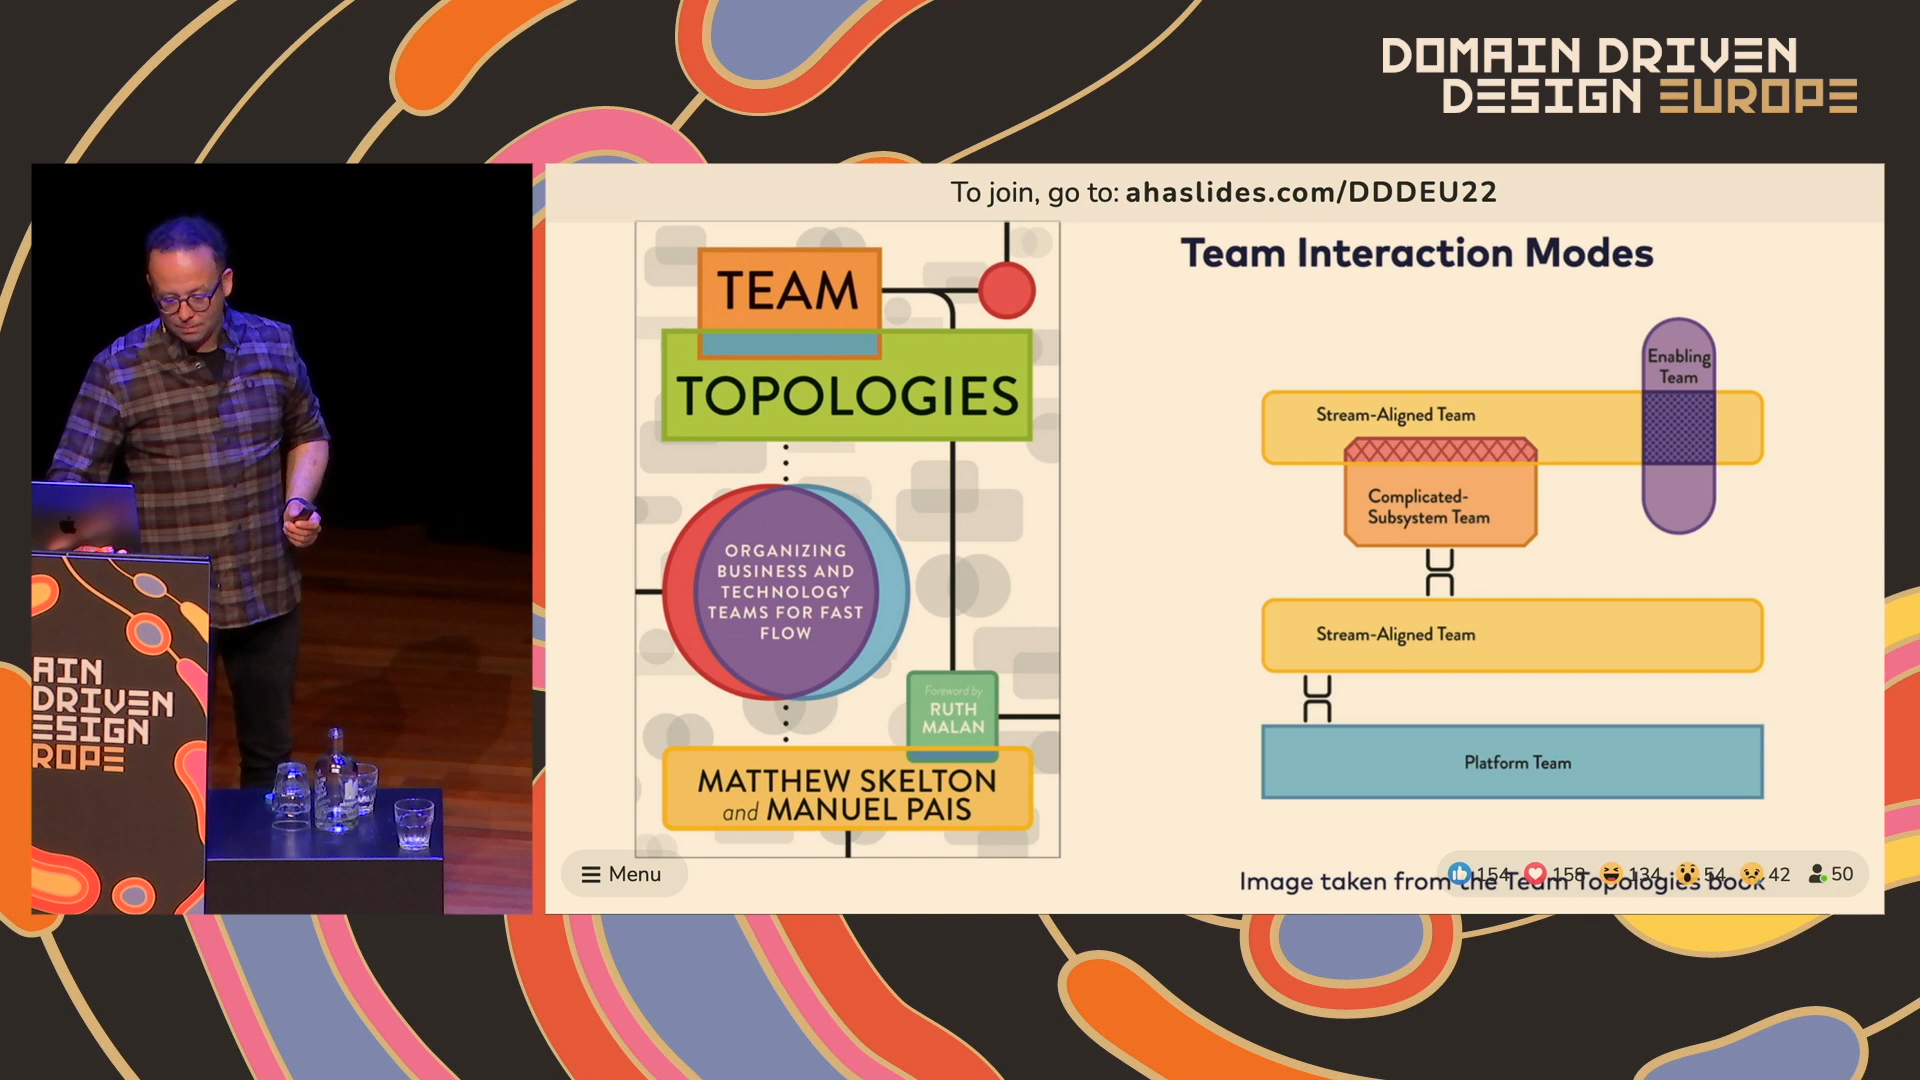 DOMAIN DRIVEN
DESIGN EUROPE
To join, go to: ahaslides.com/DDDEU22
TEAM
TOPOLOGIES
ORGANIZING
BUSINESS AND
TECHNOLOGY
TEAMS FOR FAST
FLOW
Foreword by
RUTH
MALAN
MATTHEW SKELTON
and MANUEL PAIS
Team Interaction Modes
Enabling
Team
Stream-Aligned Team
Complicated-
Subsystem Team
Stream-Aligned Team
Platform Team
Image taken from the Team Topologies book
Menu
154 158 134 54 42 50
AIN
DRIVEN
ESIGN
ROPE